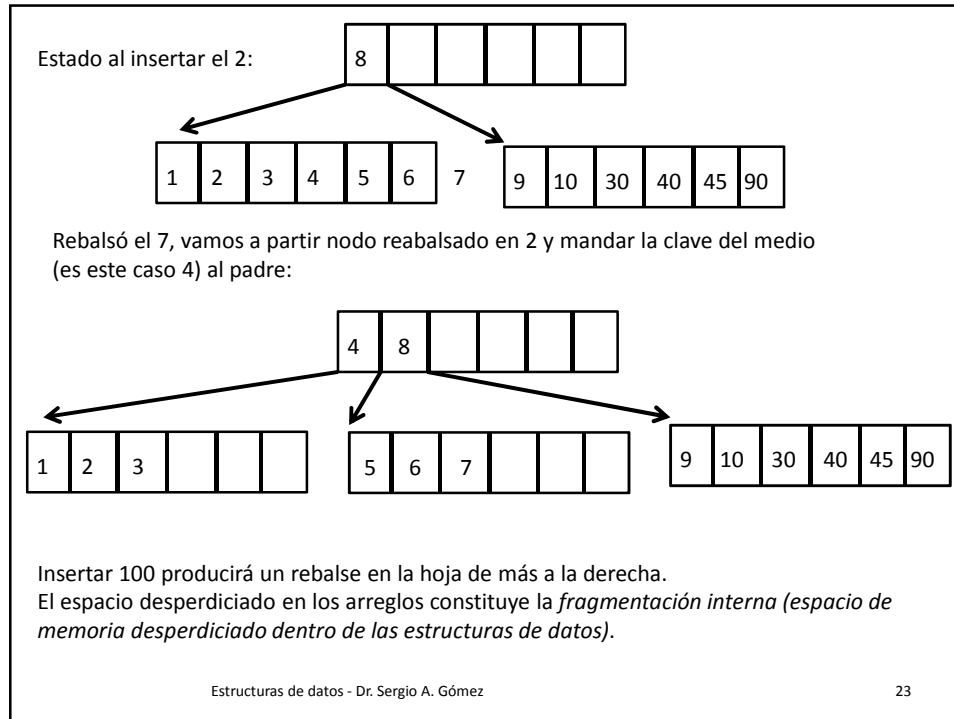 Estado al insertar el 2:
8
1 2 3 4 5 6 7 9 10 30 40 45 90
Rebalsó el 7, vamos a partir nodo reabalsado en 2 y mandar la clave del medio
(es este caso 4) al padre:
4 8
1 2 3 5 6 7 9 10 30 40 45 90
Insertar 100 producirá un rebalse en la hoja de más a la derecha.
El espacio desperdiciado en los arreglos constituye la fragmentación interna (espacio de
memoria desperdiciado dentro de las estructuras de datos).
Estructuras de datos - Dr. Sergio A. Gómez 23